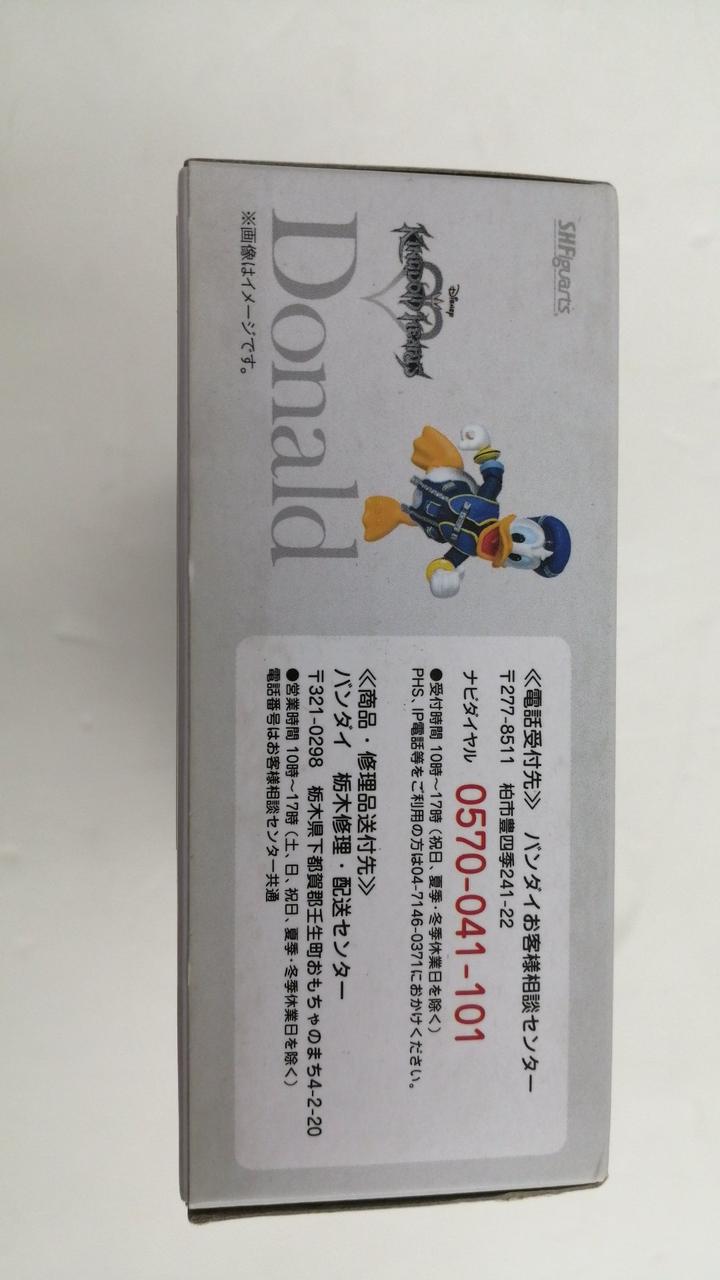 S.H.Figuarts
Disney
Kingdom Hearts
Donald
※画像はイメージです。
≪電話受付先≫ バンダイお客様相談センター
〒277-8511 柏市豊四季241-22
ナビダイヤル 0570-041-101
●受付時間 10時～17時（祝日、夏季・冬季休業日を除く）
PHS、IP電話等をご利用の方は04-7146-0371におかけください。
≪商品・修理品送付先≫
バンダイ 栃木修理・配送センター
〒321-0298 栃木県下都賀郡壬生町おもちゃのまち4-2-20
●営業時間 10時～17時（土、日、祝日、夏季・冬季休業日を除く）
電話番号はお客様相談センター共通